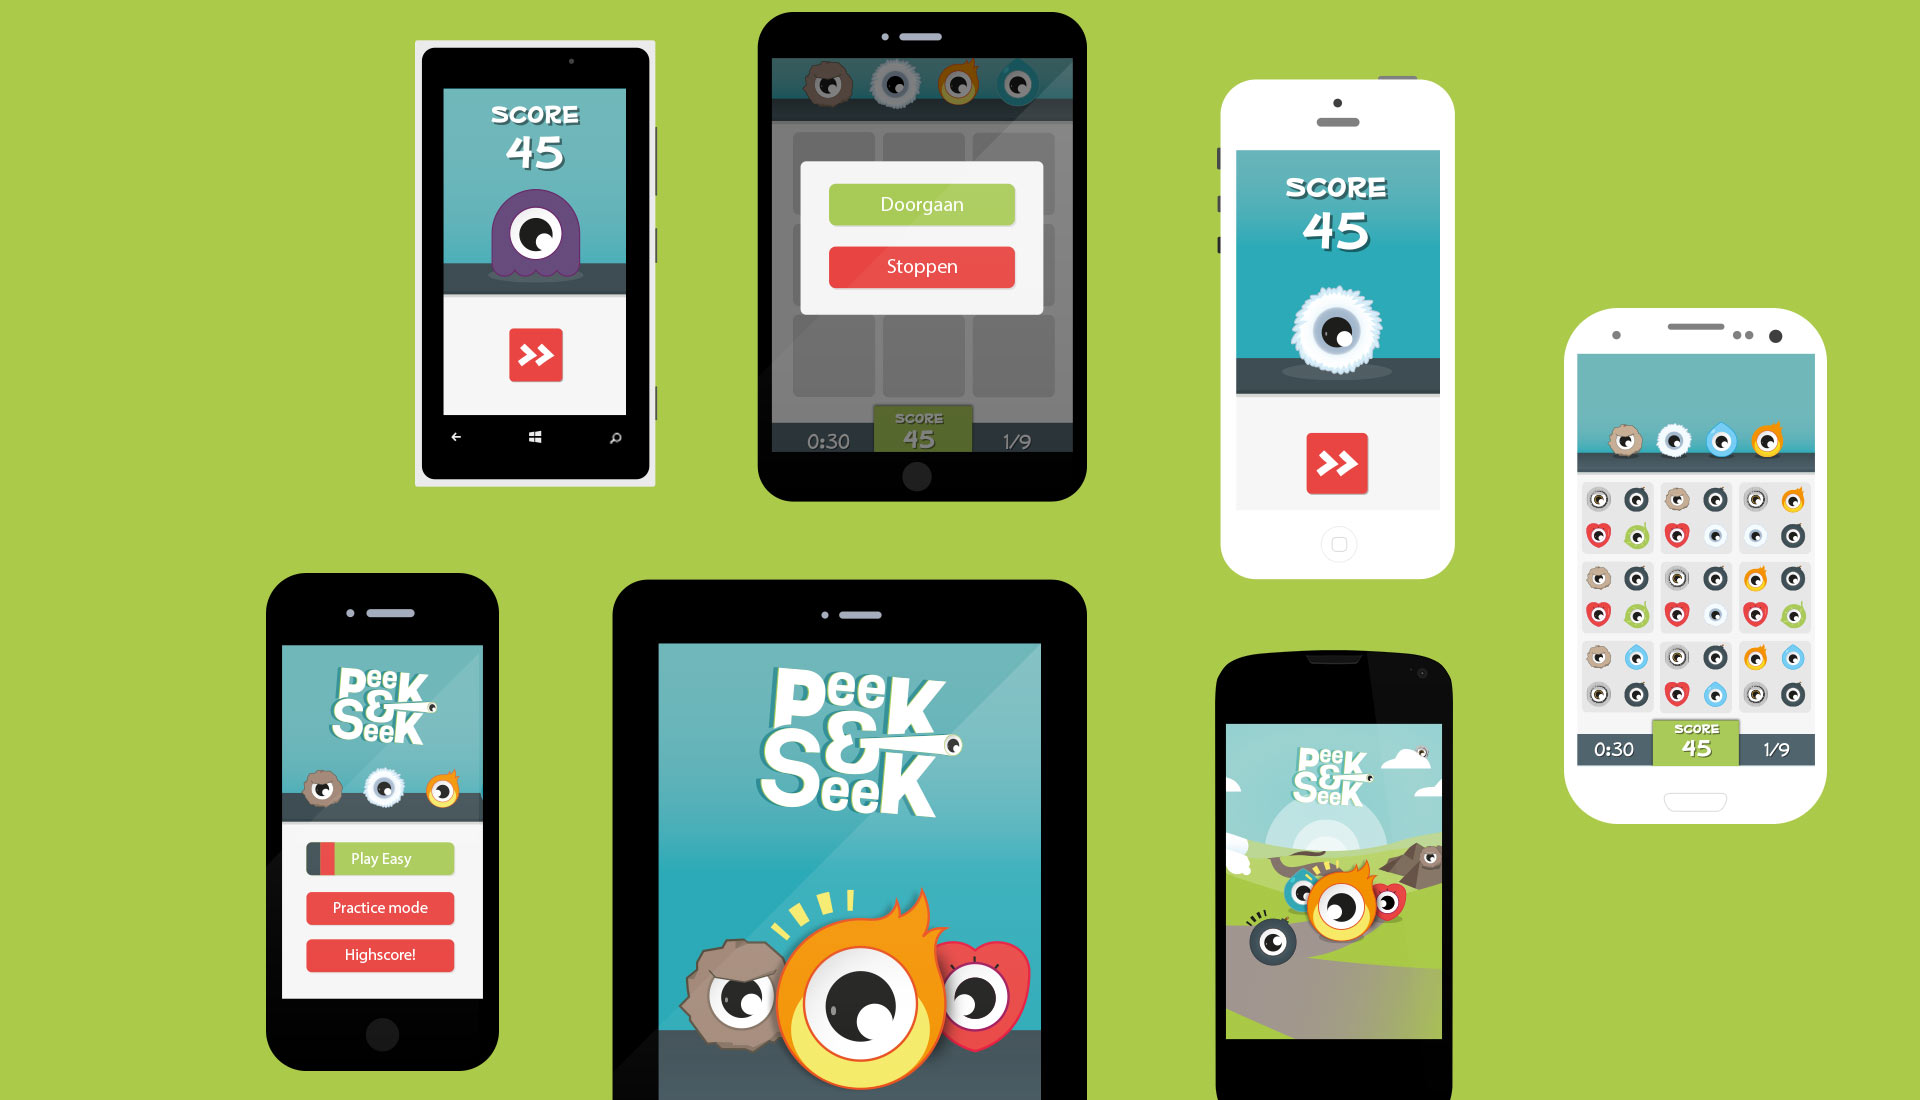 SCORE
45
Doorgaan
Stoppen
0:30
SCORE
45
1/9
SCORE
45
SCORE
0:30
45
1/9
Peek
&
Seek
Play Easy
Practice mode
Highscore!
Peek
&
Seek
Peek
&
Seek